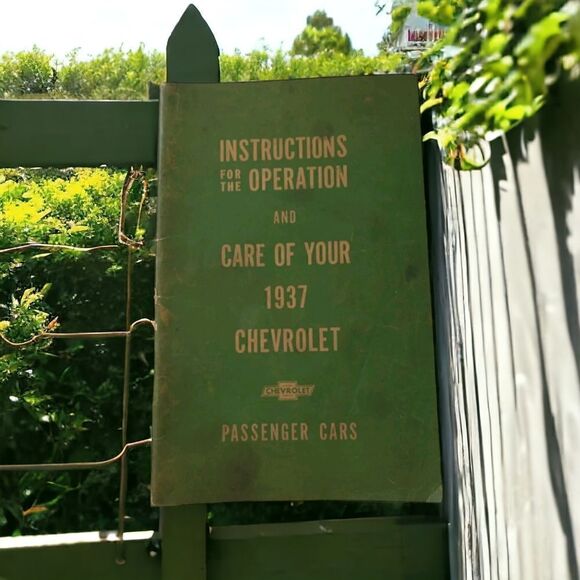 INSTRUCTIONS
FOR THE OPERATION
AND
CARE OF YOUR
1937
CHEVROLET
CHEVROLET
PASSENGER CARS